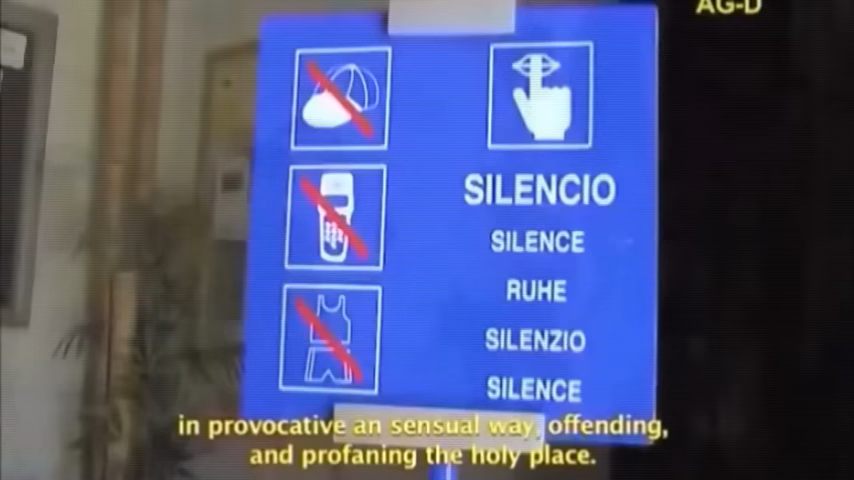 AG-D
SILENCIO
SILENCE
RUHE
SILENZIO
SILENCE
in provocative an sensual way, offending,
and profaning the holy place.